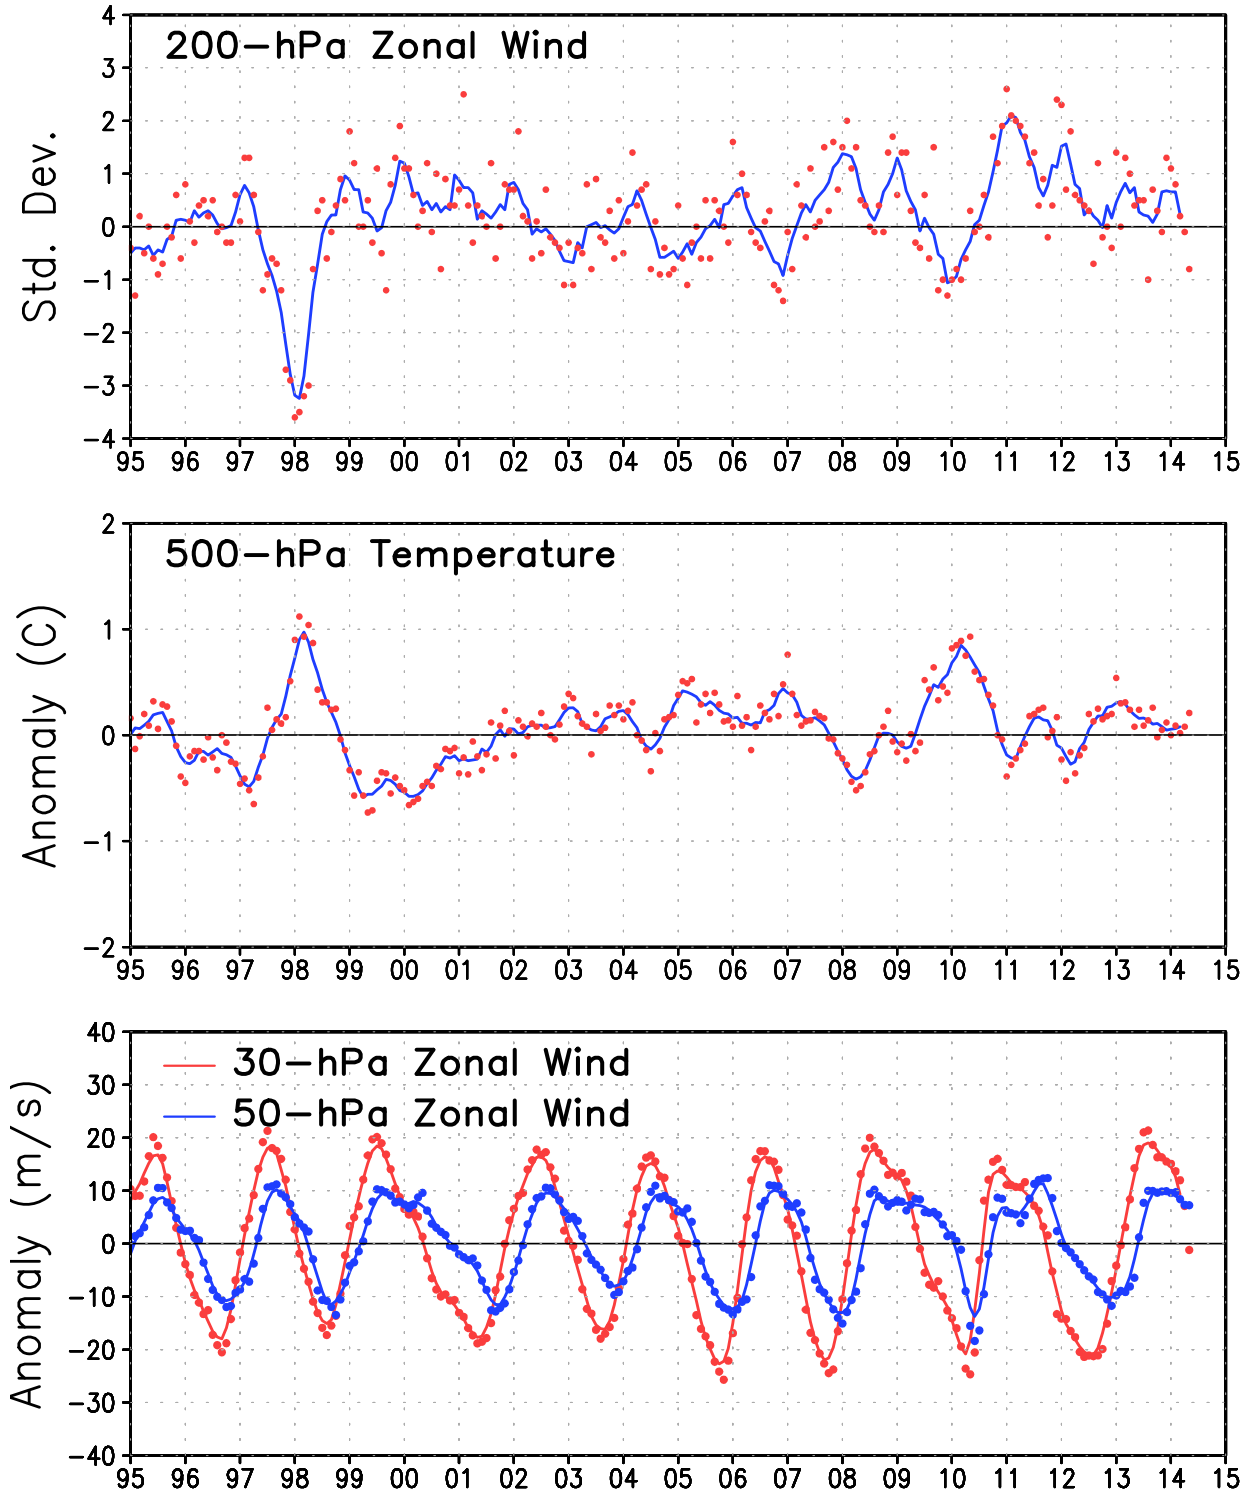 200-hPa Zonal Wind
Std. Dev.
4
3
2
1
0
-1
-2
-3
-4
95 96 97 98 99 00 01 02 03 04 05 06 07 08 09 10 11 12 13 14 15
500-hPa Temperature
Anomaly (C)
2
1
0
-1
-2
95 96 97 98 99 00 01 02 03 04 05 06 07 08 09 10 11 12 13 14 15
30-hPa Zonal Wind
50-hPa Zonal Wind
Anomaly (m/s)
40
30
20
10
0
-10
-20
-30
-40
95 96 97 98 99 00 01 02 03 04 05 06 07 08 09 10 11 12 13 14 15